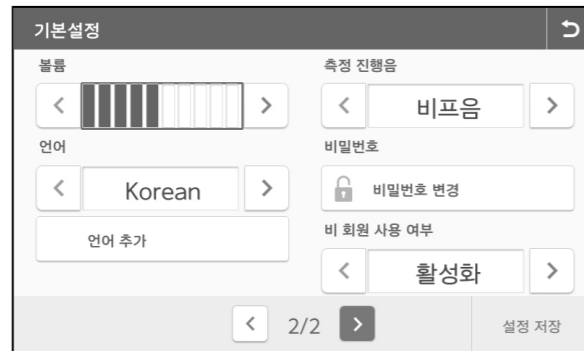 기본설정
볼륨
측정 진행음
비프음
언어
비밀번호
Korean
비밀번호 변경
언어 추가
비 회원 사용 여부
활성화
2/2
설정 저장